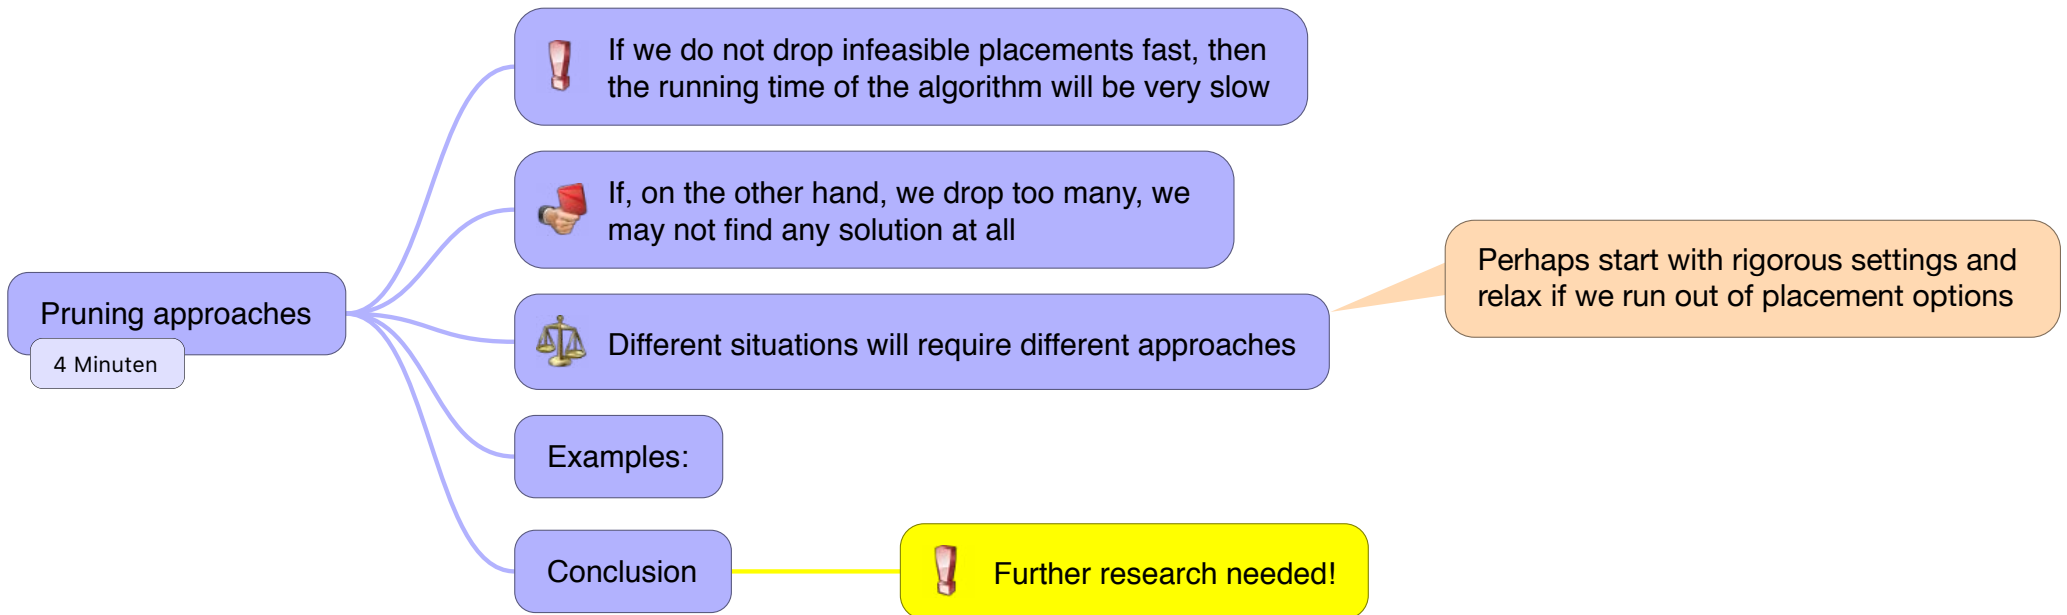 Pruning approaches
4 Minuten
If we do not drop infeasible placements fast, then
the running time of the algorithm will be very slow
If, on the other hand, we drop too many, we
may not find any solution at all
Different situations will require different approaches
Perhaps start with rigorous settings and
relax if we run out of placement options
Examples:
Conclusion
Further research needed!